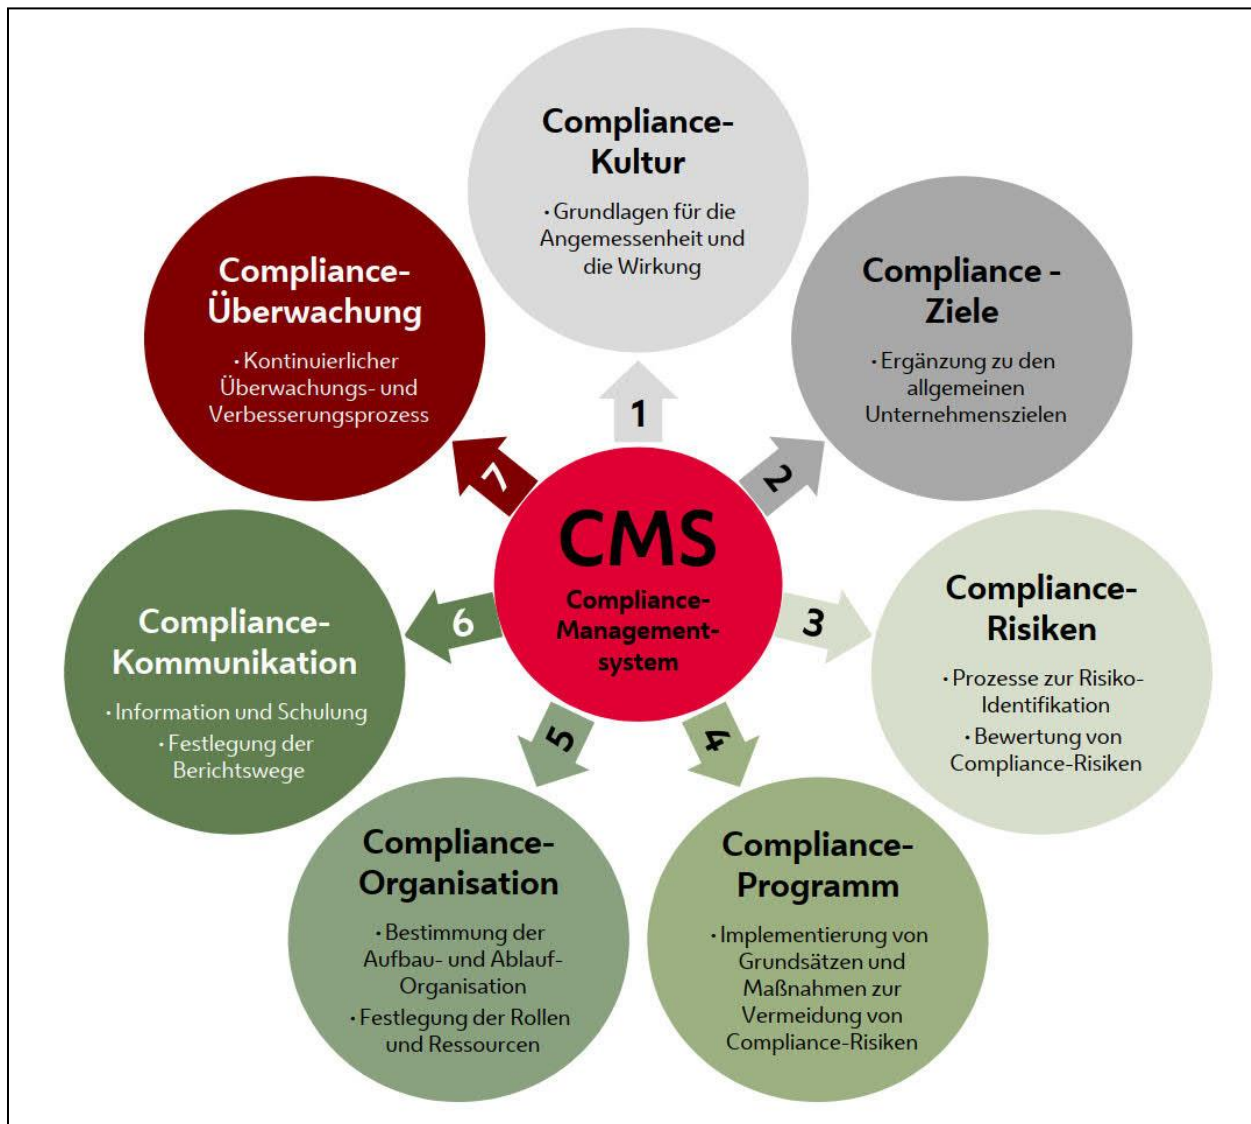 CMS
Compliance-
Management-
system
1
Compliance-
Kultur
• Grundlagen für die
Angemessenheit und
die Wirkung
2
Compliance -
Ziele
• Ergänzung zu den
allgemeinen
Unternehmenszielen
3
Compliance-
Risiken
• Prozesse zur Risiko-
Identifikation
• Bewertung von
Compliance-Risiken
4
Compliance-
Programm
• Implementierung von
Grundsätzen und
Maßnahmen zur
Vermeidung von
Compliance-Risiken
5
Compliance-
Organisation
• Bestimmung der
Aufbau- und Ablauf-
Organisation
• Festlegung der Rollen
und Ressourcen
6
Compliance-
Kommunikation
• Information und Schulung
• Festlegung der
Berichtswege
7
Compliance-
Überwachung
• Kontinuierlicher
Überwachungs- und
Verbesserungsprozess